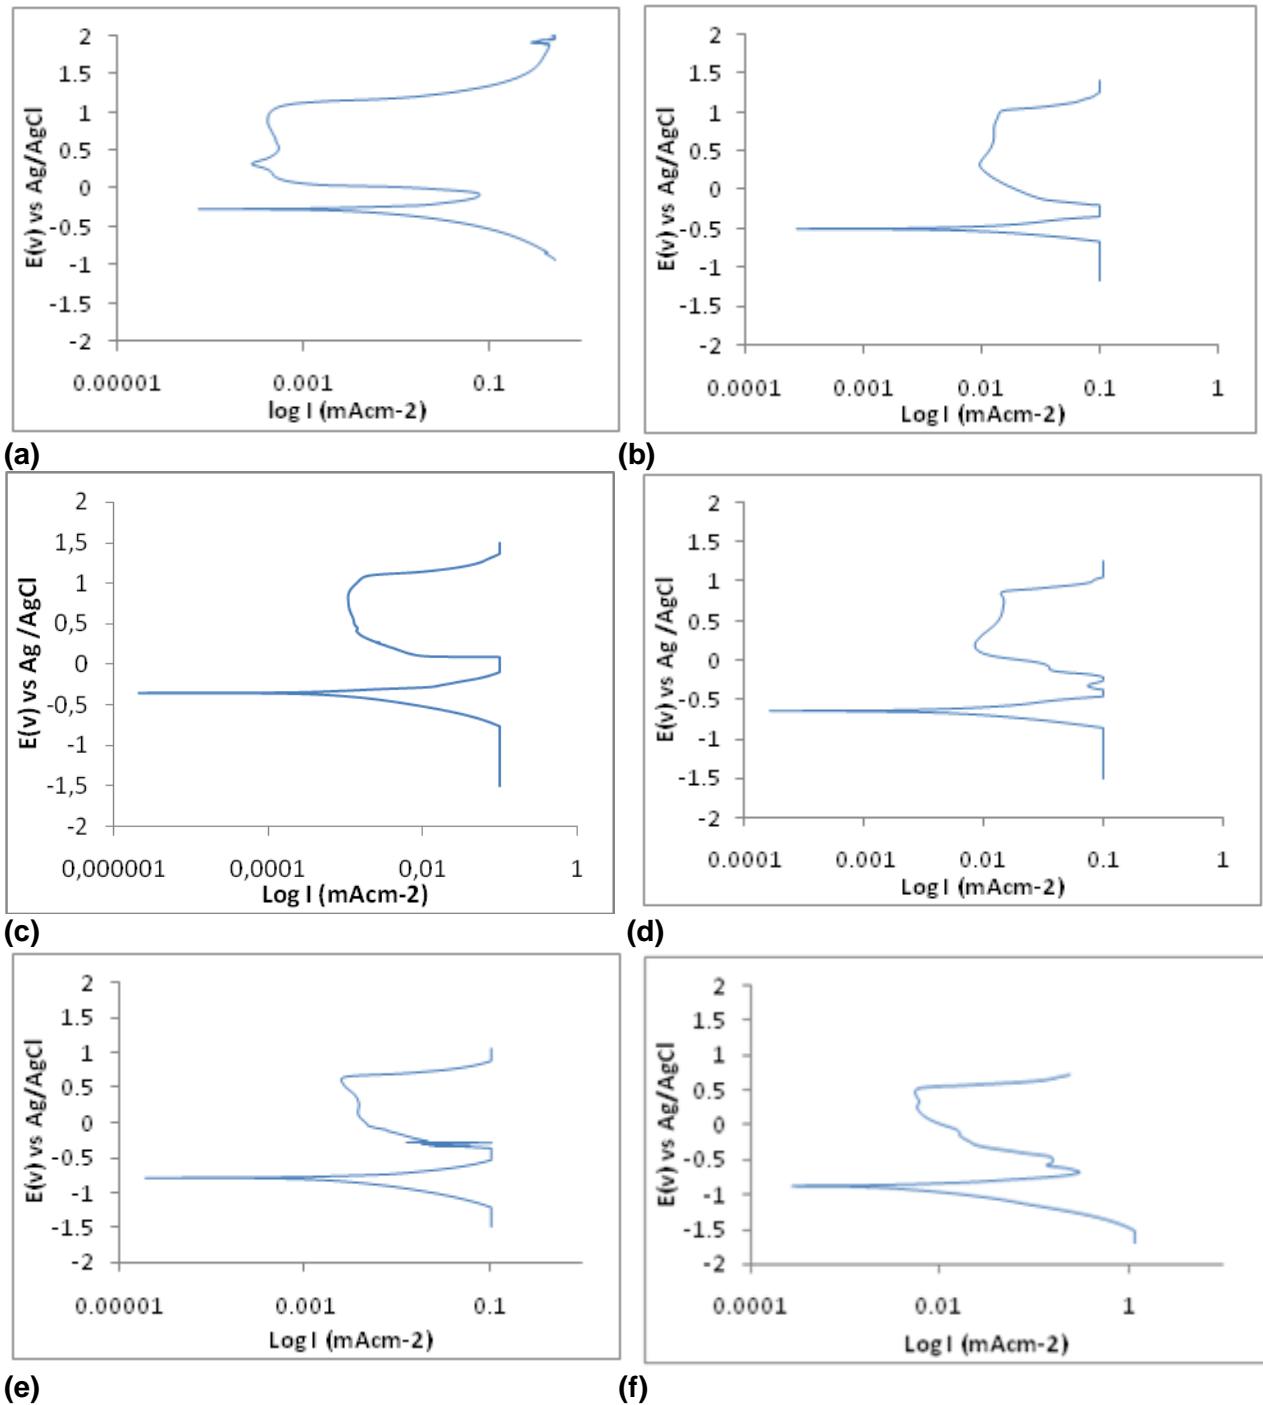 2
1.5
1
0.5
0
-0.5
-1
-1.5
-2
E(v) vs Ag/AgCl
0.00001 0.001 0.1
log I (mAcm-2)
(a)
2
1.5
1
0.5
0
-0.5
-1
-1.5
-2
E(v) vs Ag/AgCl
0.0001 0.001 0.01 0.1 1
Log I (mAcm-2)
(b)
2
1,5
1
0,5
0
-0,5
-1
-1,5
-2
E(v) vs Ag /AgCl
0,000001 0,0001 0,01 1
Log I (mAcm-2)
(c)
2
1.5
1
0.5
0
-0.5
-1
-1.5
-2
E(v) vs Ag /AgCl
0.0001 0.001 0.01 0.1 1
Log I (mAcm-2)
(d)
2
1.5
1
0.5
0
-0.5
-1
-1.5
-2
E(v) vs Ag/AgCl
0.00001 0.001 0.1
Log I (mAcm-2)
(e)
2
1.5
1
0.5
0
-0.5
-1
-1.5
-2
E(v) vs Ag/AgCl
0.0001 0.01 1
Log I (mAcm-2)
(f)